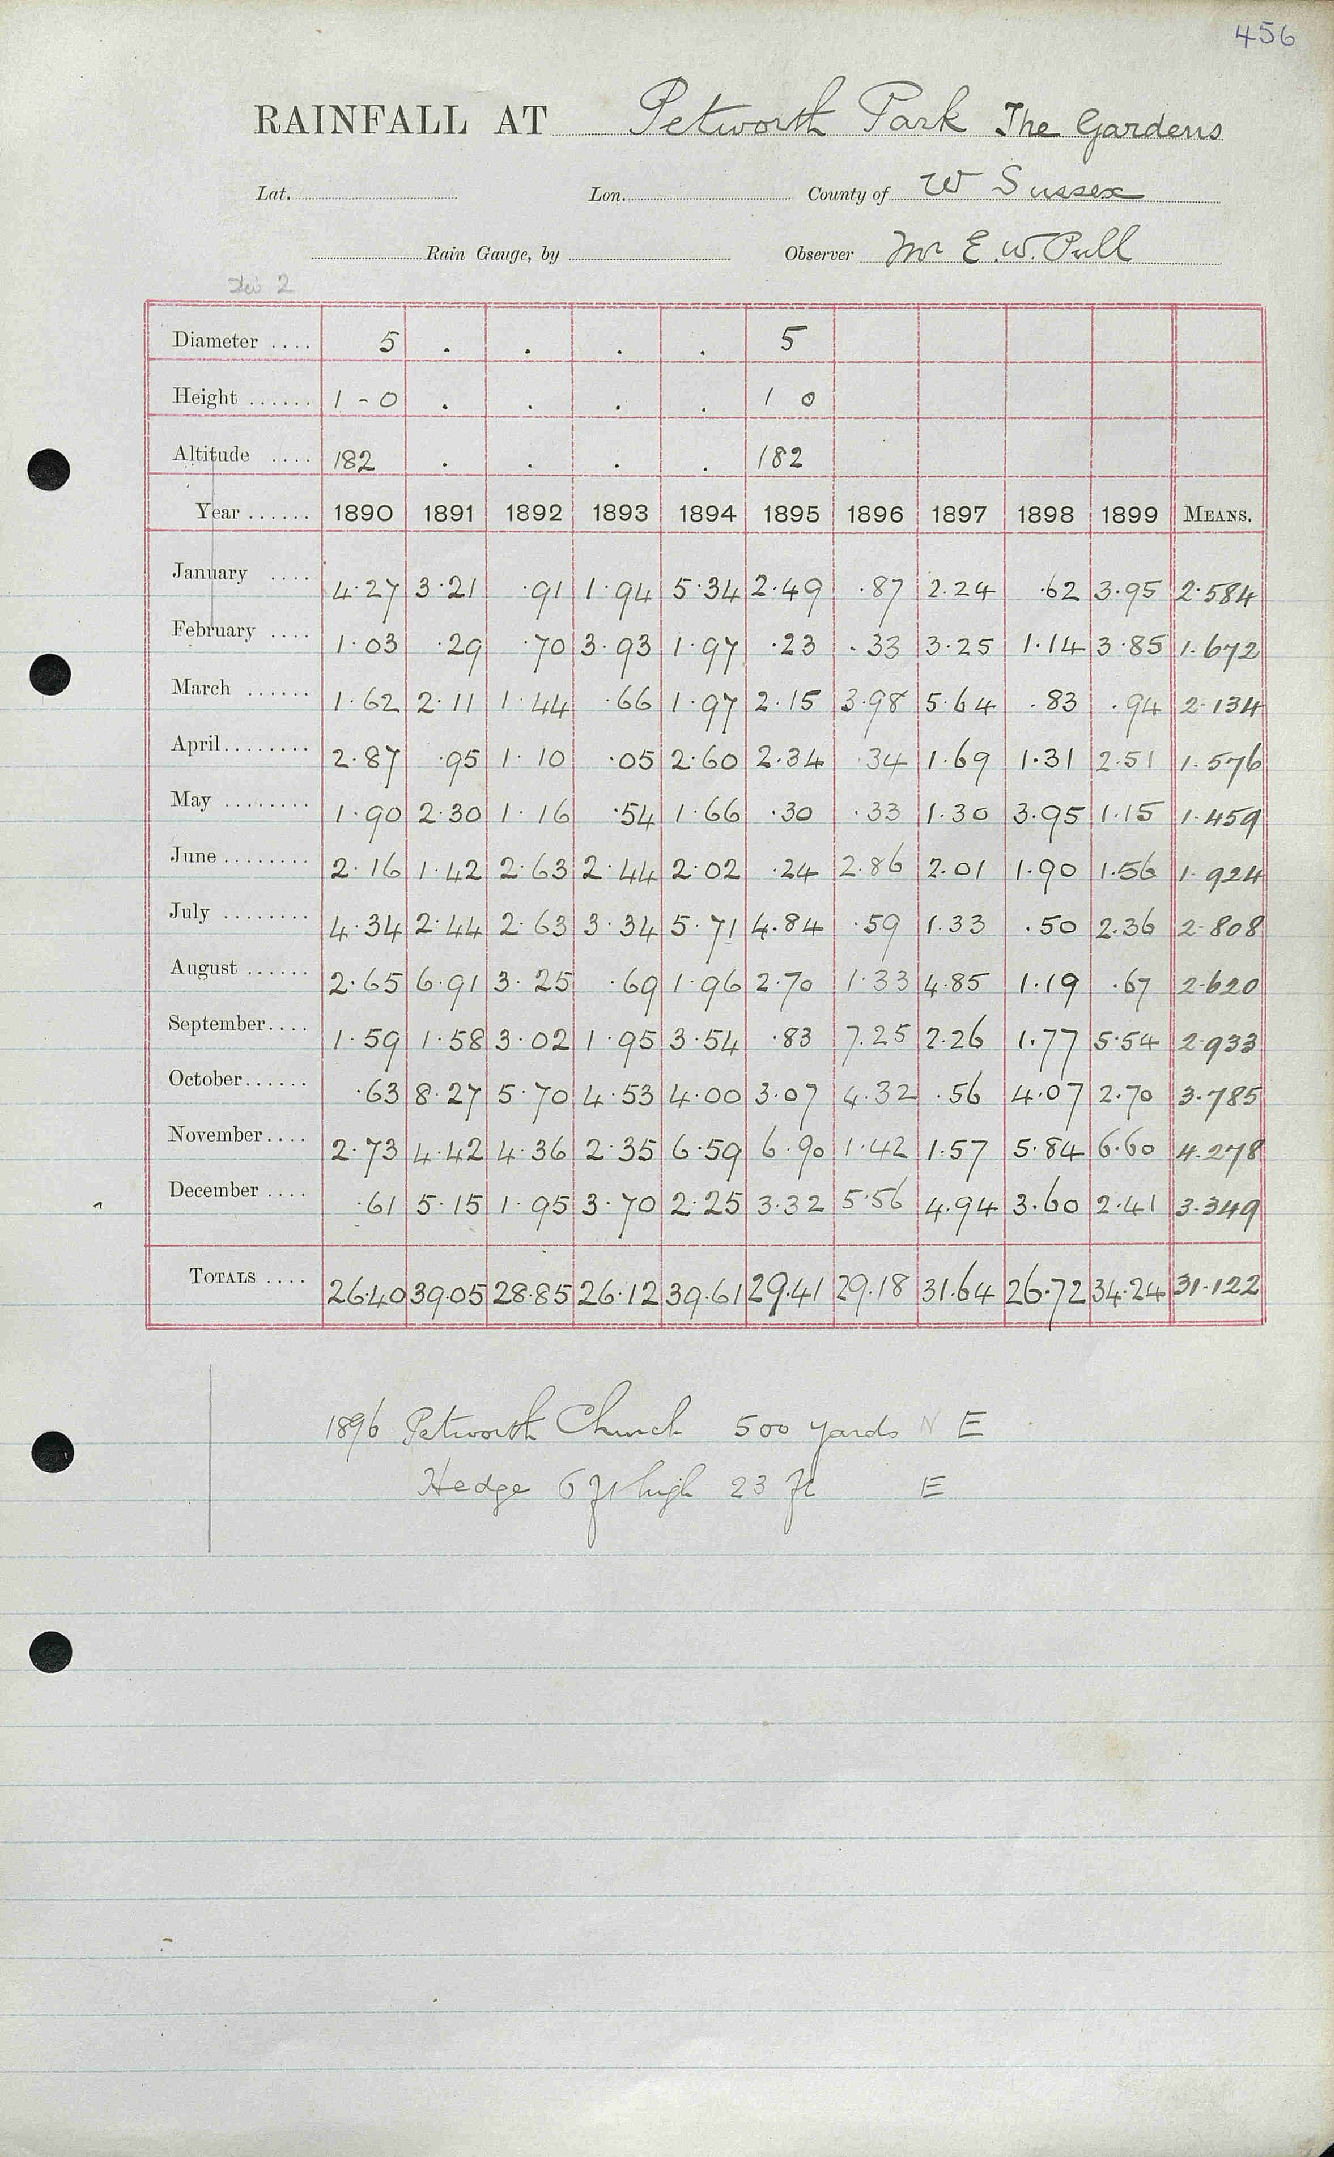 456
RAINFALL AT Petworth Park The Gardens
Lat. Lon. County of W Sussex
Rain Gauge, by Observer Mr E. W. Pull
Div 2
Diameter .... 5 . . . . 5
Height ...... 1 - 0 . . . . 1 0
Altitude .... 182 . . . . 182
Year ...... 1890 1891 1892 1893 1894 1895 1896 1897 1898 1899 MEANS.
January .... 4.27 3.21 .91 1.94 5.34 2.49 .87 2.24 .62 3.95 2.584
February .... 1.03 .29 .70 3.93 1.97 .23 .33 3.25 1.14 3.85 1.672
March ...... 1.62 2.11 1.44 .66 1.97 2.15 3.98 5.64 .83 .94 2.134
April........ 2.87 .95 1.10 .05 2.60 2.34 .34 1.69 1.31 2.51 1.576
May ........ 1.90 2.30 1.16 .54 1.66 .30 .33 1.30 3.95 1.15 1.459
June ........ 2.16 1.42 2.63 2.44 2.02 .24 2.86 2.01 1.90 1.56 1.924
July ........ 4.34 2.44 2.63 3.34 5.71 4.84 .59 1.33 .50 2.36 2.808
August ...... 2.65 6.91 3.25 .69 1.96 2.70 1.33 4.85 1.19 .67 2.620
September.... 1.59 1.58 3.02 1.95 3.54 .83 7.25 2.26 1.77 5.54 2.933
October...... .63 8.27 5.70 4.53 4.00 3.07 4.32 .56 4.07 2.70 3.785
November.... 2.73 4.42 4.36 2.35 6.59 6.90 1.42 1.57 5.84 6.60 4.278
December .... .61 5.15 1.95 3.70 2.25 3.32 5.56 4.94 3.60 2.41 3.349
TOTALS .... 26.40 39.05 28.85 26.12 39.61 29.41 29.18 31.64 26.72 34.24 31.122
1896 Petworth Church 500 yards N E
Hedge 6 ft high 23 ft E